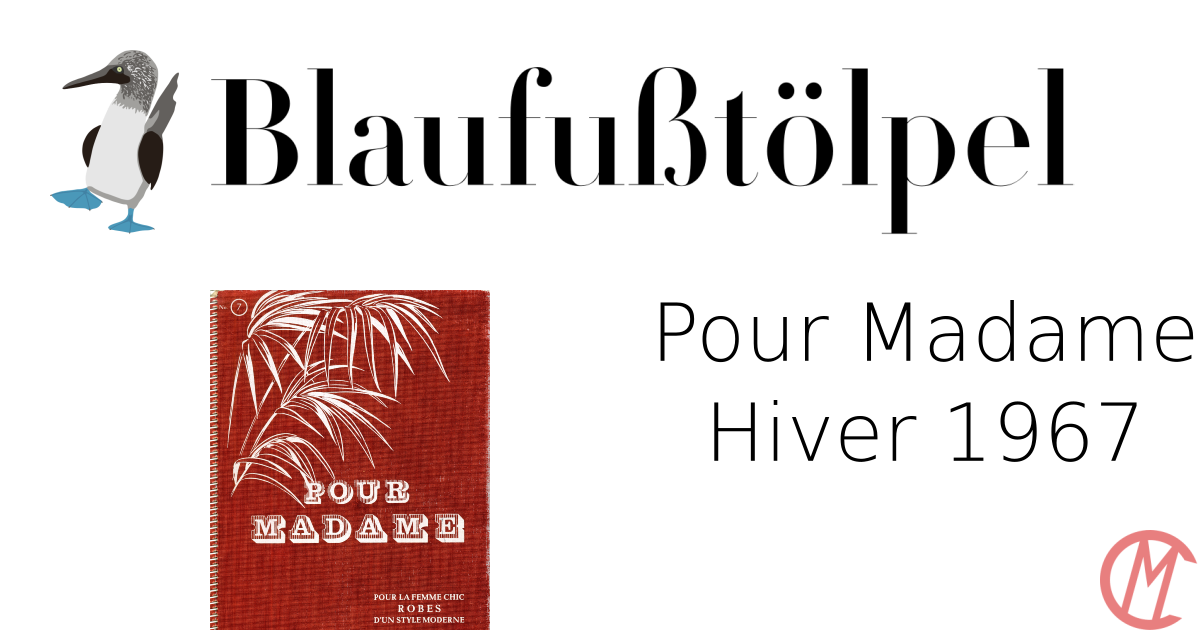 Blaufußtölpel
Pour Madame
Hiver 1967
No. 7
POUR
MADAME
POUR LA FEMME CHIC
ROBES
D'UN STYLE MODERNE